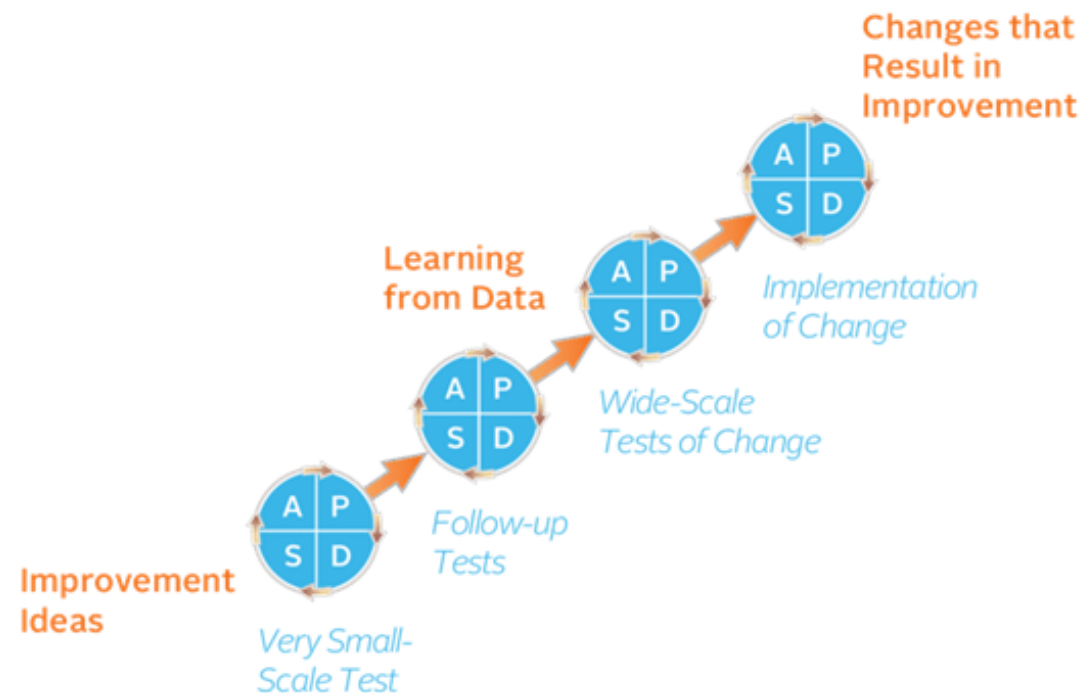 Changes that
Result in
Improvement
A P
S D
Implementation
of Change
Learning
from Data
A P
S D
Wide-Scale
Tests of Change
A P
S D
Follow-up
Tests
A P
S D
Improvement
Ideas
Very Small-
Scale Test